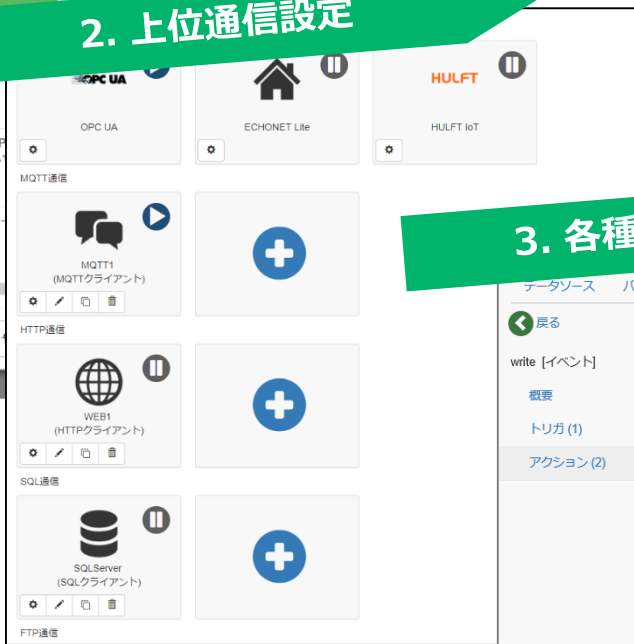 2. 上位通信設定
OPC UA
HULFT
OPC UA
ECHONET Lite
HULFT IoT
MQTT通信
MQTT1
(MQTTクライアント)
HTTP通信
WEB1
(HTTPクライアント)
SQL通信
SQLServer
(SQLクライアント)
FTP通信
3. 各種
データソース
戻る
write [イベント]
概要
トリガ (1)
アクション (2)